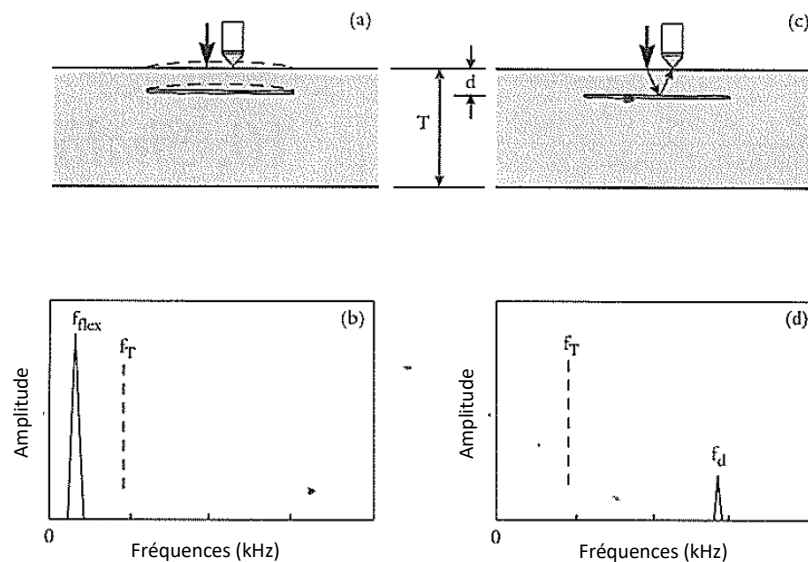 (a)
(c)
d
T
f_flex
(b)
f_T
Amplitude
0
Fréquences (kHz)
f_T
(d)
f_d
Amplitude
0
Fréquences (kHz)